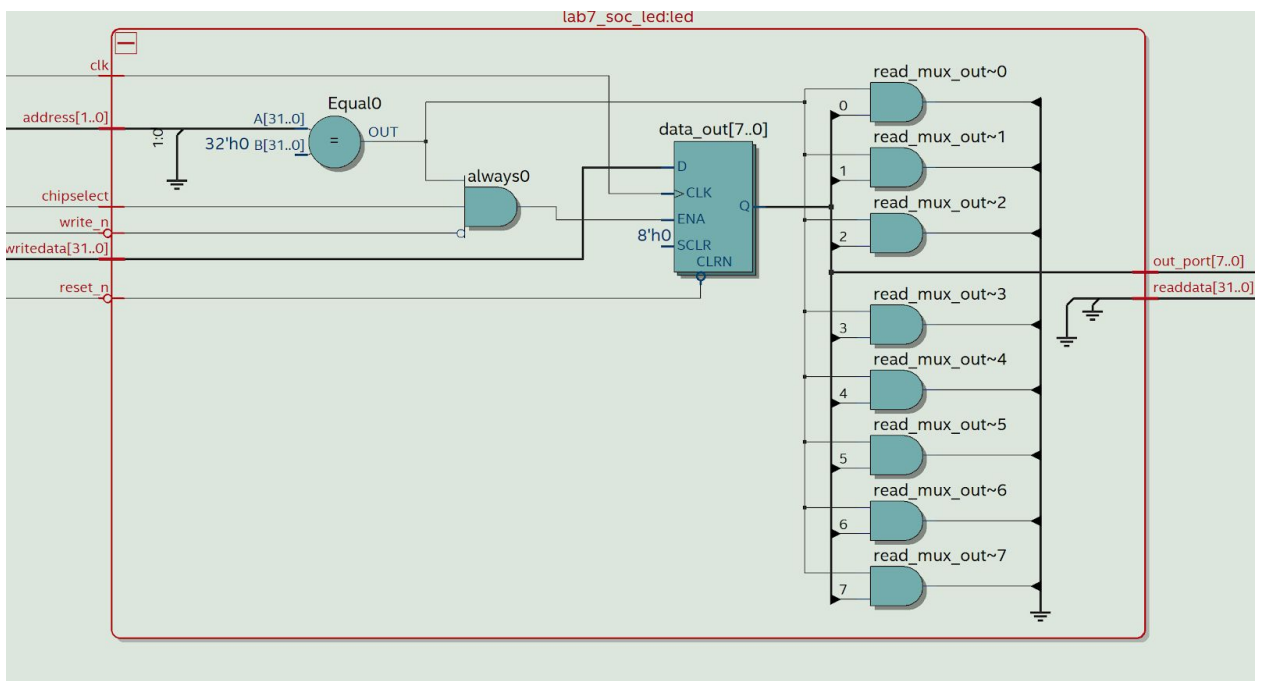 lab7_soc_led:led
clk
address[1..0]
1:0
Equal0
A[31..0]
32'h0 B[31..0]
=
OUT
chipselect
write_n
writedata[31..0]
reset_n
always0
data_out[7..0]
D
>CLK
ENA
8'h0
SCLR
CLRN
Q
read_mux_out~0
0
read_mux_out~1
1
read_mux_out~2
2
out_port[7..0]
readdata[31..0]
read_mux_out~3
3
read_mux_out~4
4
read_mux_out~5
5
read_mux_out~6
6
read_mux_out~7
7